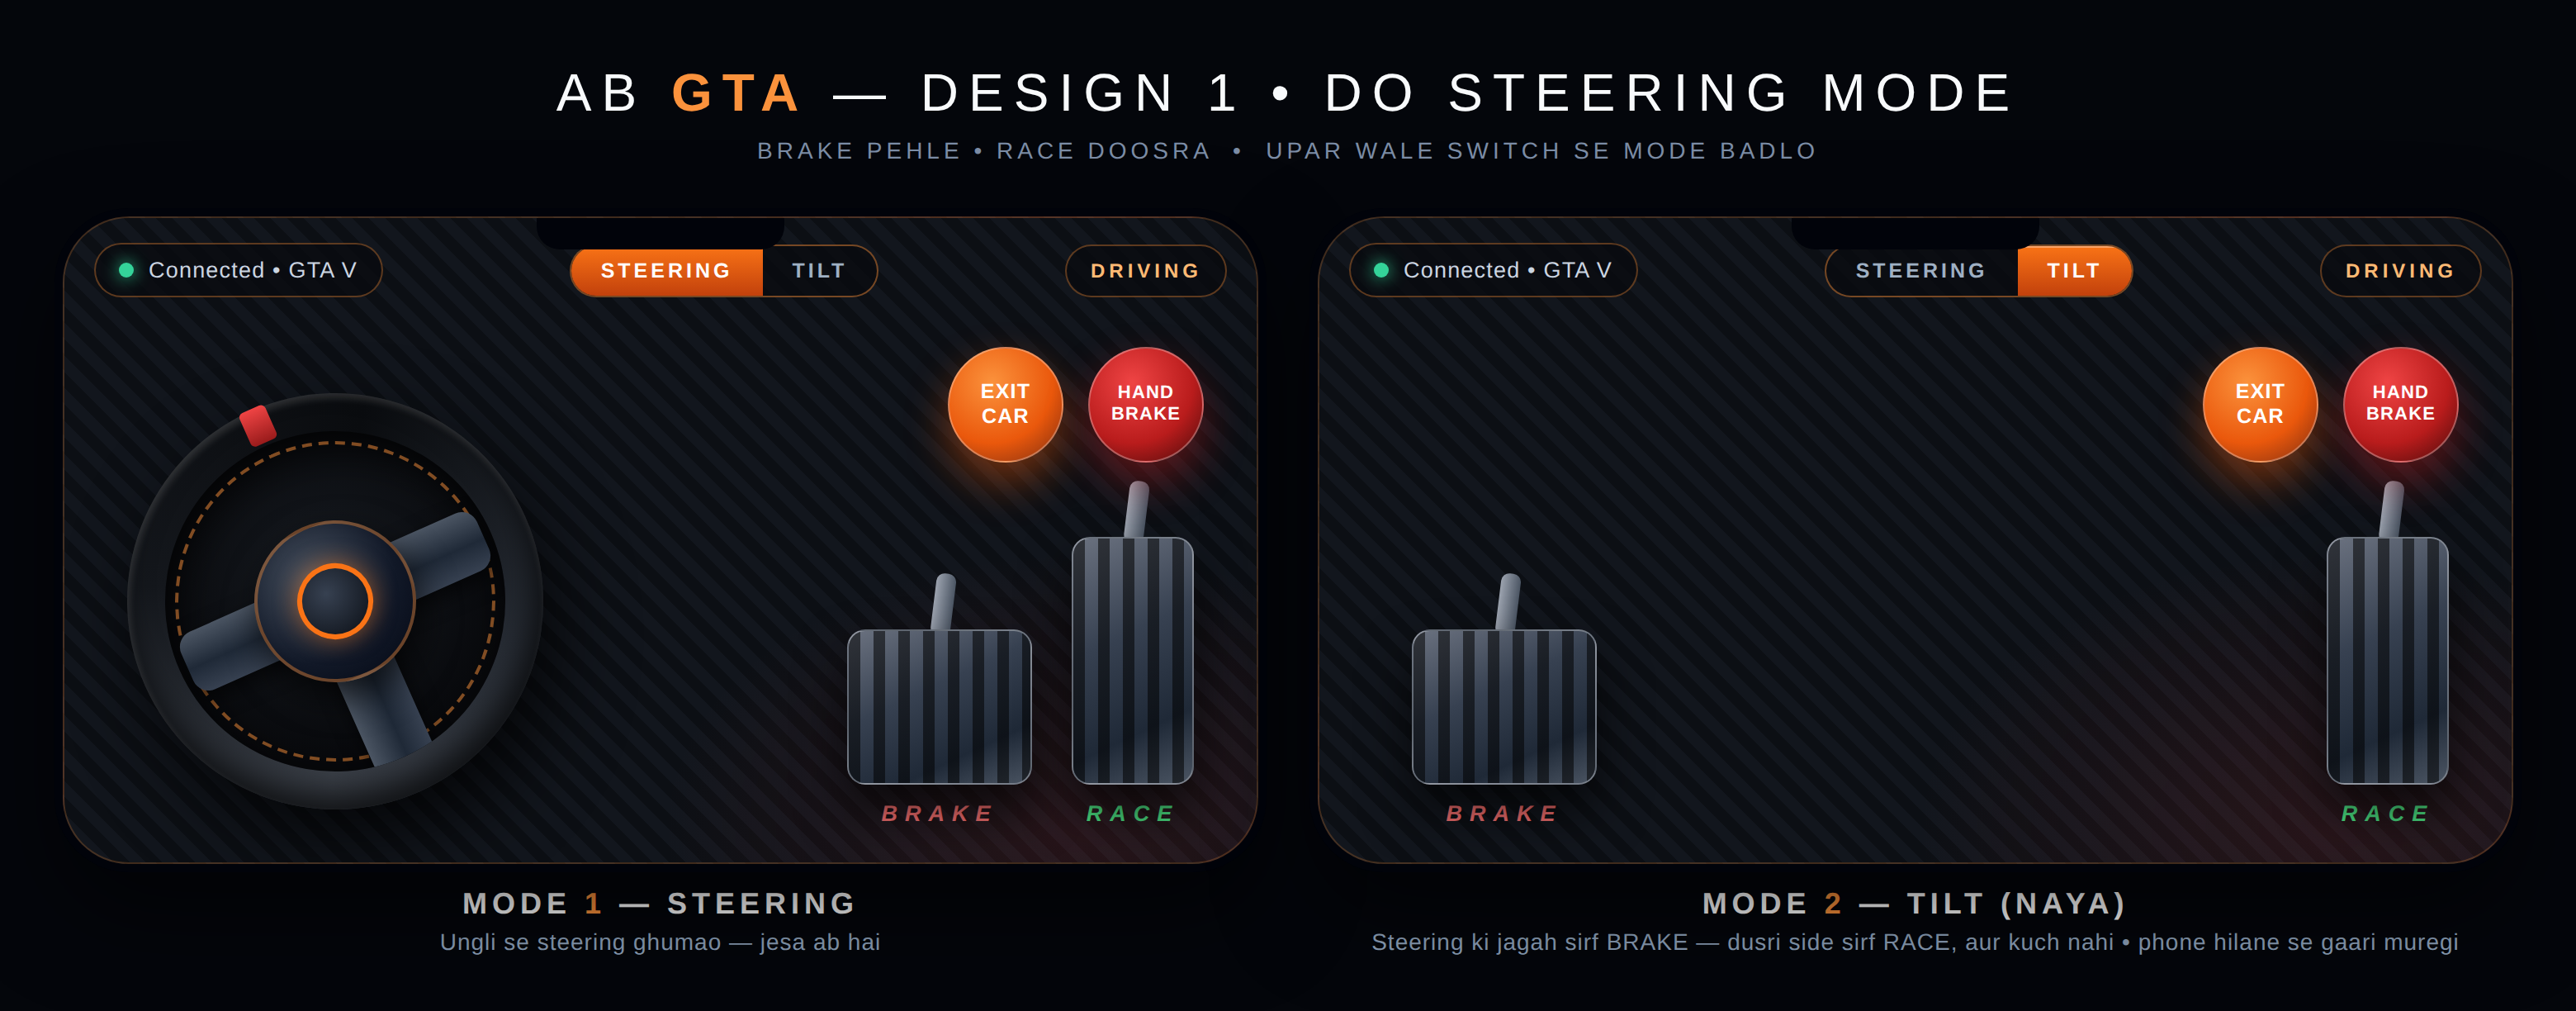 AB GTA — DESIGN 1 • DO STEERING MODE
BRAKE PEHLE • RACE DOOSRA • UPAR WALE SWITCH SE MODE BADLO
Connected • GTA V
STEERING
TILT
DRIVING
EXIT
CAR
HAND
BRAKE
BRAKE
RACE
MODE 1 — STEERING
Ungli se steering ghumao — jesa ab hai
Connected • GTA V
STEERING
TILT
DRIVING
EXIT
CAR
HAND
BRAKE
BRAKE
RACE
MODE 2 — TILT (NAYA)
Steering ki jagah sirf BRAKE — dusri side sirf RACE, aur kuch nahi • phone hilane se gaari muregi